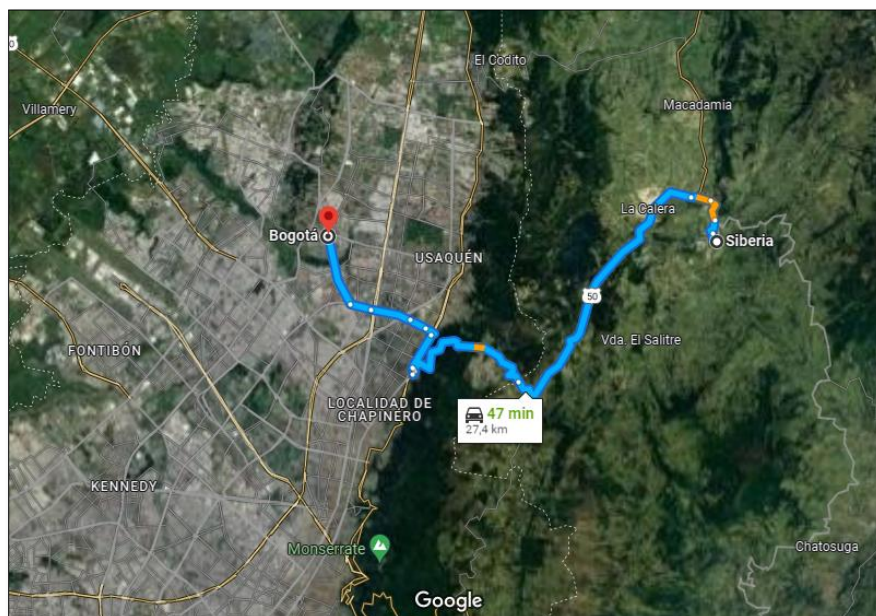 El Codito
Villamery
Macadamia
La Calera
Bogotá
Siberia
USAQUÉN
50
Vda. El Salitre
FONTIBÓN
LOCALIDAD DE
CHAPINERO
47 min
27,4 km
KENNEDY
Monserrate
Chatosuga
Google